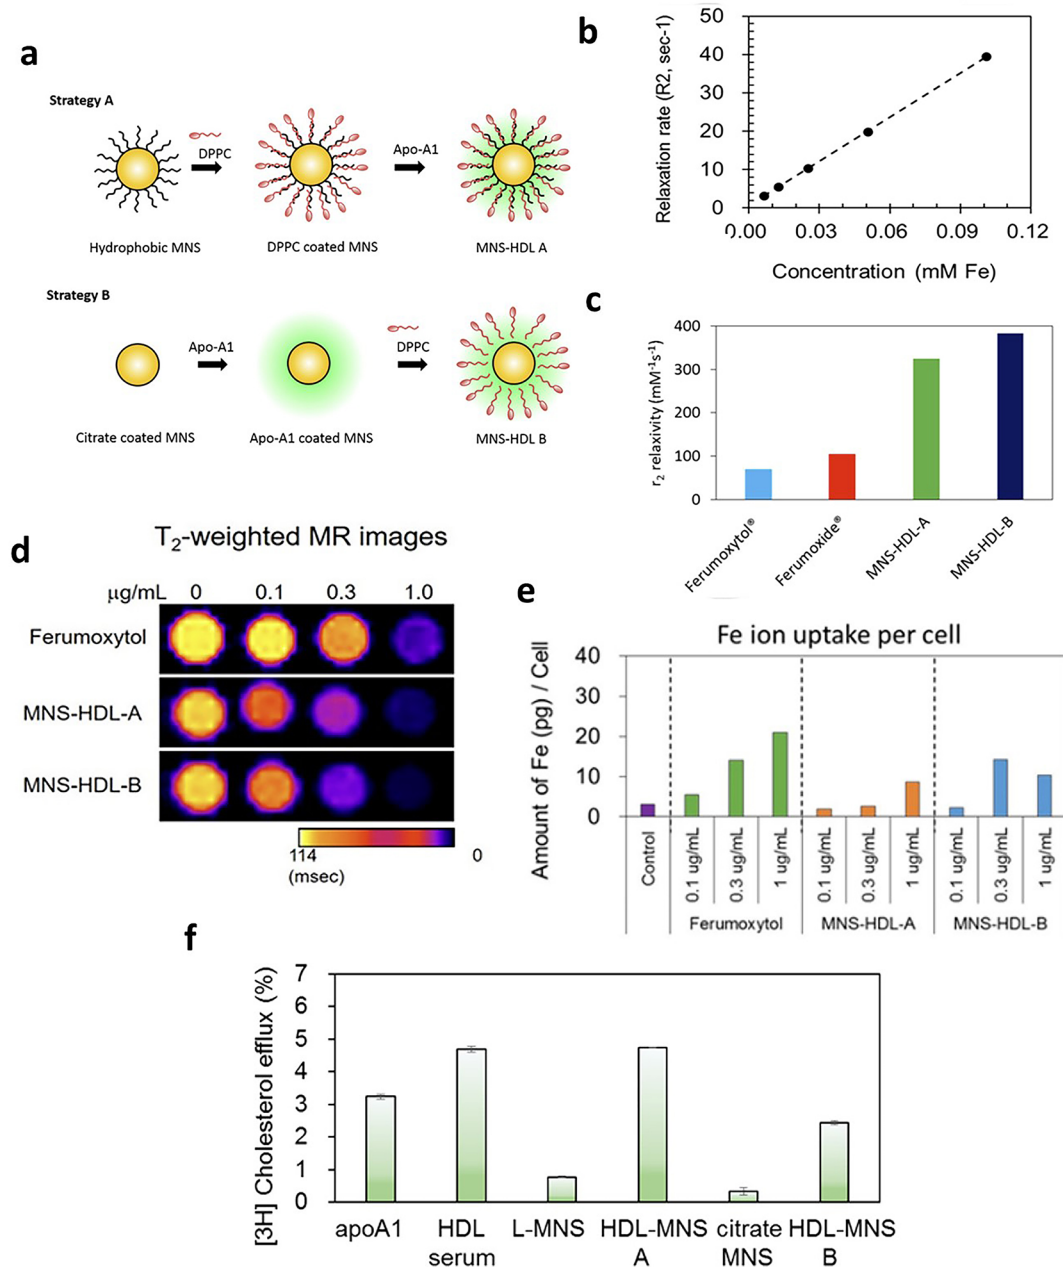 a
Strategy A
DPPC
Apo-A1
Hydrophobic MNS
DPPC coated MNS
MNS-HDL A
Strategy B
Apo-A1
DPPC
Citrate coated MNS
Apo-A1 coated MNS
MNS-HDL B
b
Relaxation rate (R2, sec-1)
50
40
30
20
10
0
0.00 0.03 0.06 0.09 0.12
Concentration (mM Fe)
c
r2 relaxivity (mM-1s-1)
400
300
200
100
0
Ferumoxytol®
Ferumoxide®
MNS-HDL-A
MNS-HDL-B
d
T2-weighted MR images
μg/mL 0 0.1 0.3 1.0
Ferumoxytol
MNS-HDL-A
MNS-HDL-B
114 0
(msec)
e
Fe ion uptake per cell
Amount of Fe (pg) / Cell
40
30
20
10
0
Control
0.1 ug/mL
0.3 ug/mL
1 ug/mL
0.1 ug/mL
0.3 ug/mL
1 ug/mL
0.1 ug/mL
0.3 ug/mL
1 ug/mL
Ferumoxytol MNS-HDL-A MNS-HDL-B
f
[3H] Cholesterol efflux (%)
7
6
5
4
3
2
1
0
apoA1 HDL L-MNS HDL-MNS citrate HDL-MNS
serum A MNS B